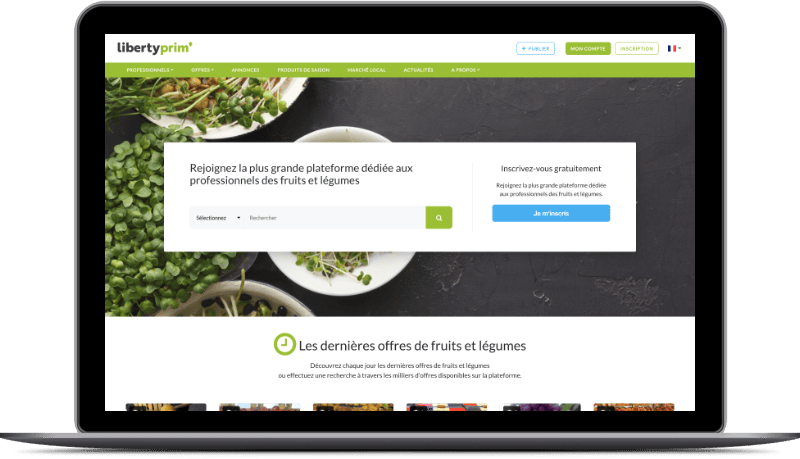 libertyprim'
+ PUBLIER
MON COMPTE
INSCRIPTION
PROFESSIONNELS
OFFRES
ANNONCES
PRODUITS DE SAISON
MARCHÉ LOCAL
ACTUALITÉS
A PROPOS
Rejoignez la plus grande plateforme dédiée aux
professionnels des fruits et légumes
Sélectionnez
Rechercher
Inscrivez-vous gratuitement
Rejoignez la plus grande plateforme dédiée
aux professionnels des fruits et légumes.
Je m'inscris
Les dernières offres de fruits et légumes
Découvrez chaque jour les dernières offres de fruits et légumes
ou effectuez une recherche à travers les milliers d'offres disponibles sur la plateforme.